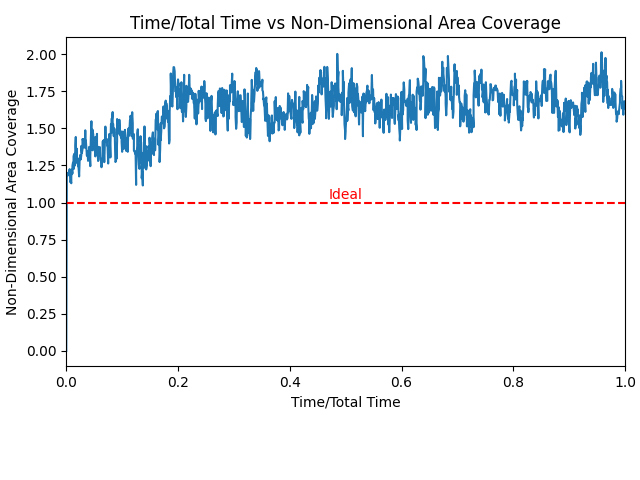 Time/Total Time vs Non-Dimensional Area Coverage
2.00
1.75
1.50
1.25
1.00
0.75
0.50
0.25
0.00
Non-Dimensional Area Coverage
Ideal
0.0 0.2 0.4 0.6 0.8 1.0
Time/Total Time